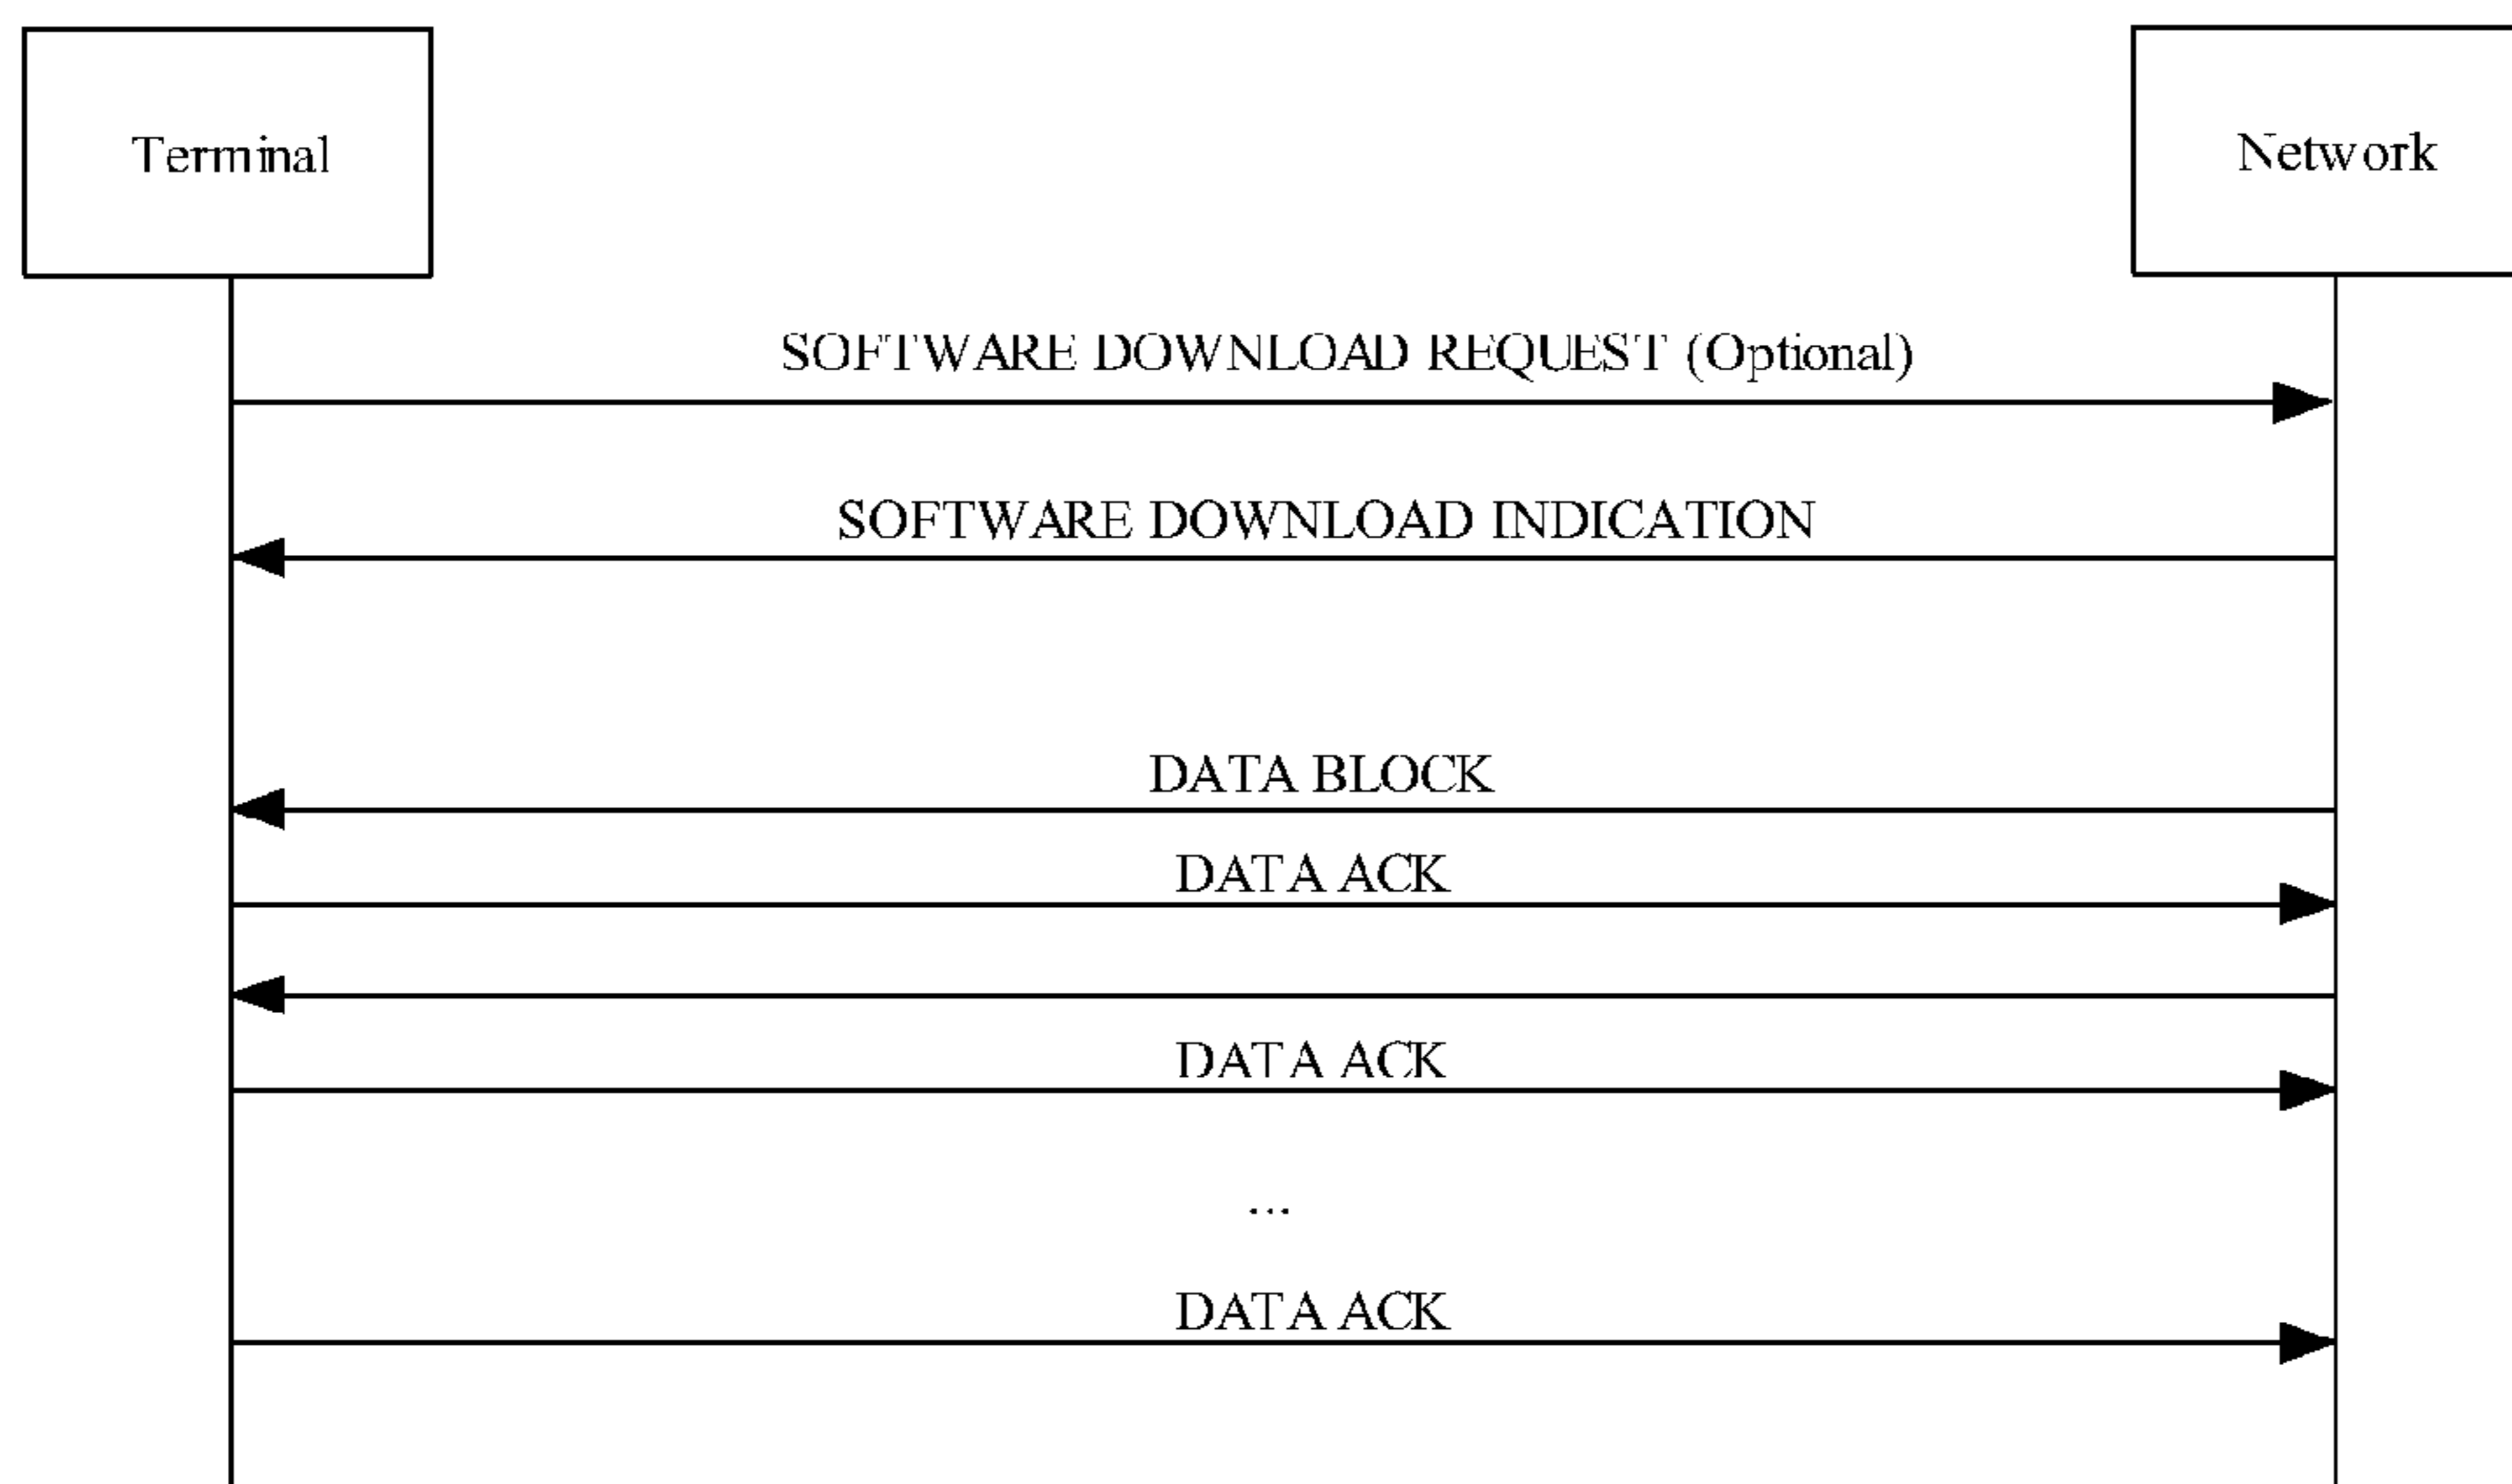 Terminal
Network
SOFTWARE DOWNLOAD REQUEST (Optional)
SOFTWARE DOWNLOAD INDICATION
DATA BLOCK
DATA ACK
DATA ACK
...
DATA ACK